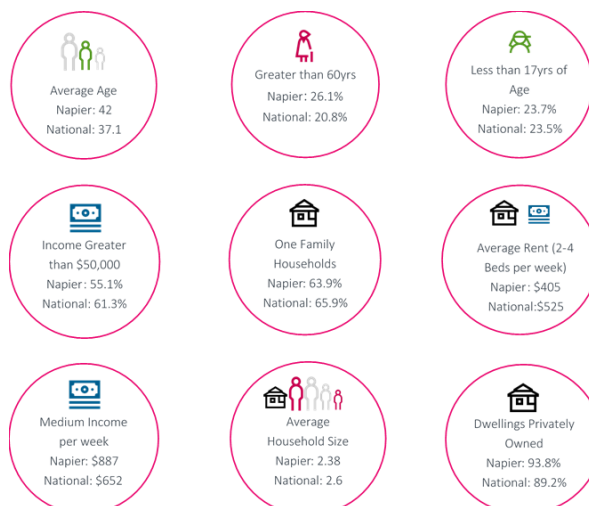 Average Age
Napier: 42
National: 37.1
Greater than 60yrs
Napier: 26.1%
National: 20.8%
Less than 17yrs of
Age
Napier: 23.7%
National: 23.5%
Income Greater
than $50,000
Napier: 55.1%
National: 61.3%
One Family
Households
Napier: 63.9%
National: 65.9%
Average Rent (2-4
Beds per week)
Napier: $405
National:$525
Medium Income
per week
Napier: $887
National: $652
Average
Household Size
Napier: 2.38
National: 2.6
Dwellings Privately
Owned
Napier: 93.8%
National: 89.2%